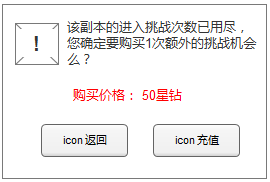 !
该副本的进入挑战次数已用尽，
您确定要购买1次额外的挑战机会
么？
购买价格： 50星钻
icon 返回 icon 充值